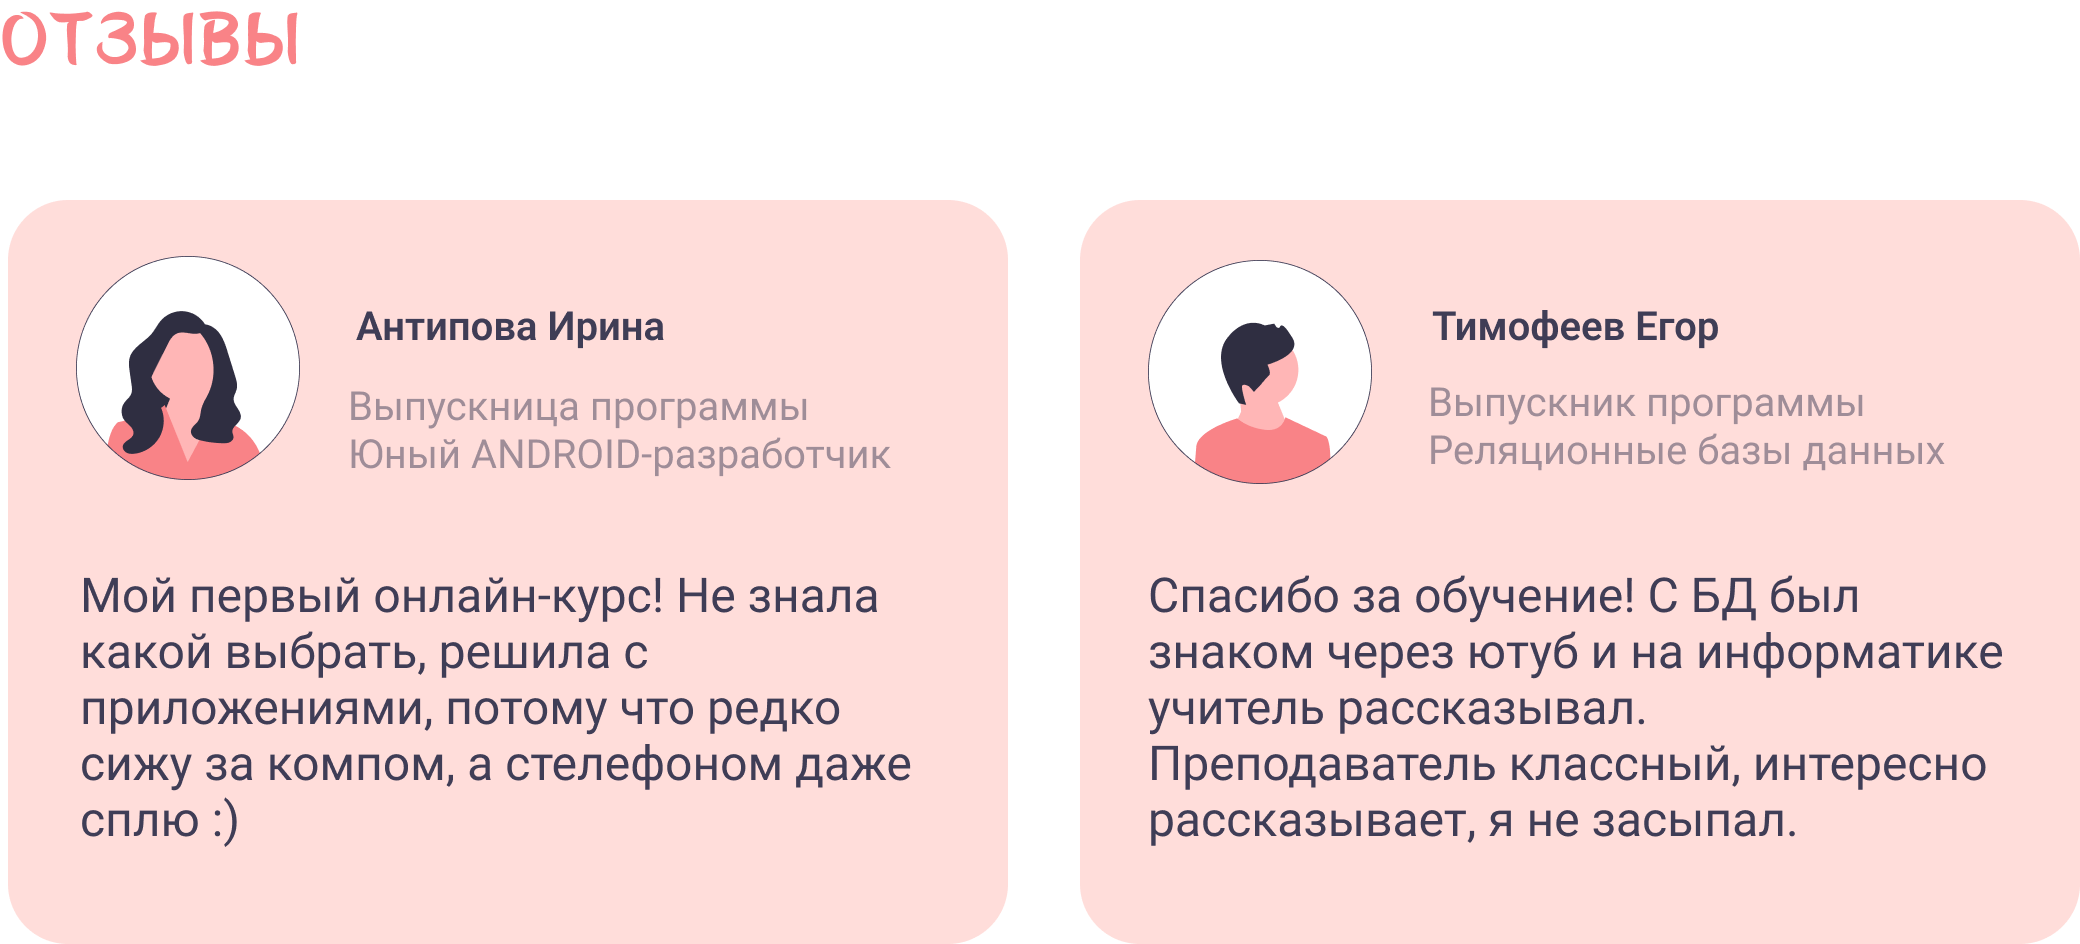 ОТЗЫВЫ
Антипова Ирина
Выпускница программы
Юный ANDROID-разработчик
Мой первый онлайн-курс! Не знала
какой выбрать, решила с
приложениями, потому что редко
сижу за компом, а стелефоном даже
сплю :)
Тимофеев Егор
Выпускник программы
Реляционные базы данных
Спасибо за обучение! С БД был
знаком через ютуб и на информатике
учитель рассказывал.
Преподаватель классный, интересно
рассказывает, я не засыпал.